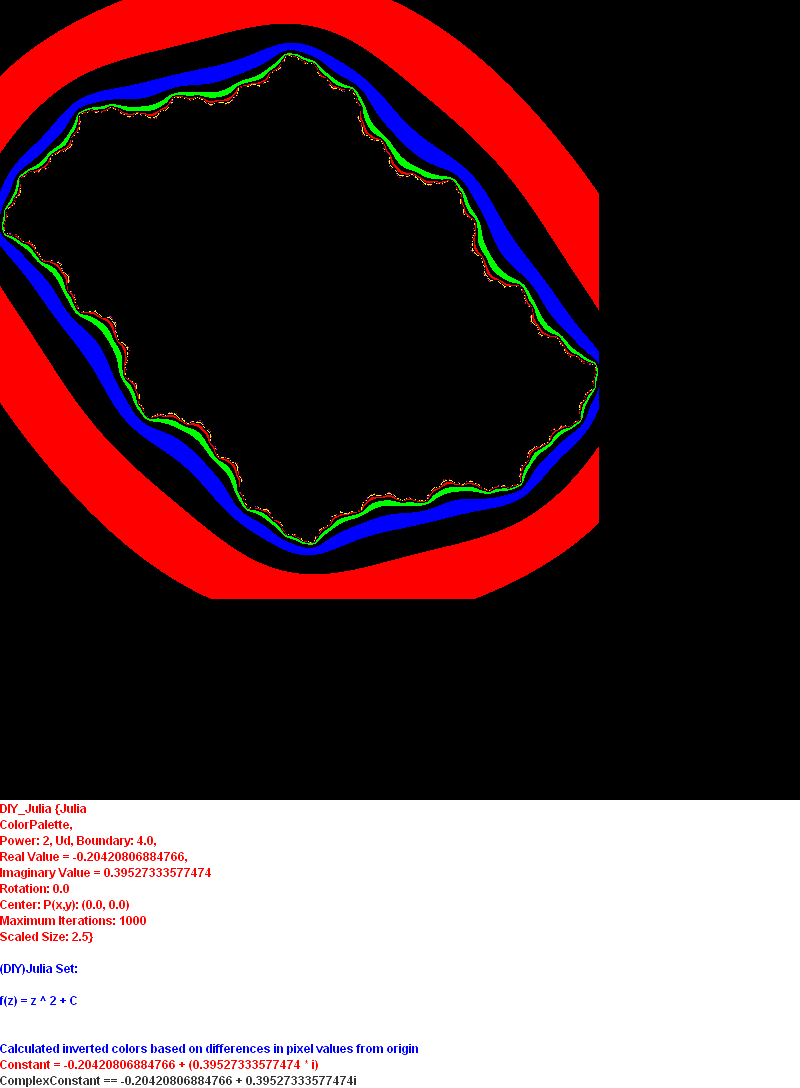 DIY_Julia {Julia
ColorPalette,
Power: 2, Ud, Boundary: 4.0,
Real Value = -0.20420806884766,
Imaginary Value = 0.39527333577474
Rotation: 0.0
Center: P(x,y): (0.0, 0.0)
Maximum Iterations: 1000
Scaled Size: 2.5}
(DIY)Julia Set:
f(z) = z ^ 2 + C
Calculated inverted colors based on differences in pixel values from origin
Constant = -0.20420806884766 + (0.39527333577474 * i)
ComplexConstant == -0.20420806884766 + 0.39527333577474i